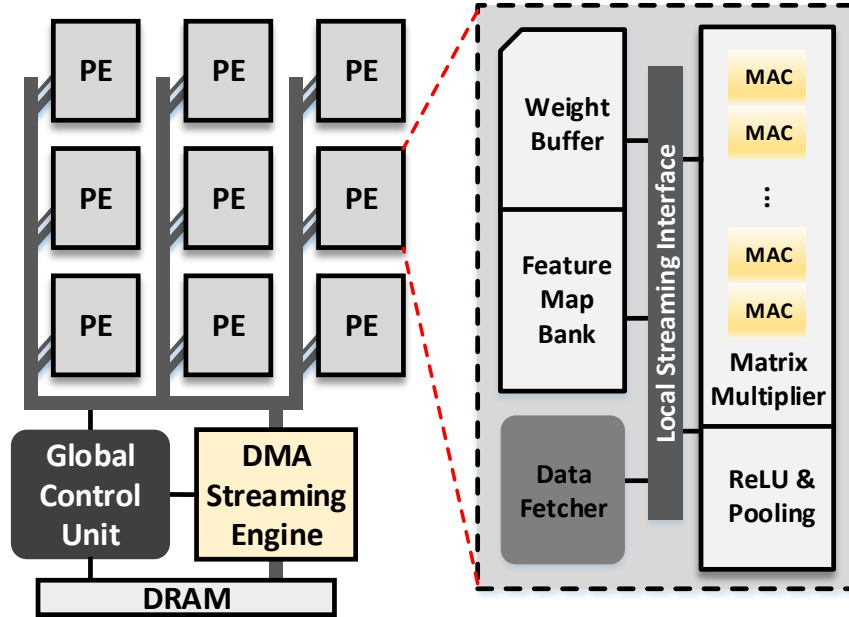 PE
PE
PE
PE
PE
PE
PE
PE
PE
Global
Control
Unit
DMA
Streaming
Engine
DRAM
Weight
Buffer
Feature
Map
Bank
Data
Fetcher
Local Streaming Interface
MAC
MAC
...
MAC
MAC
Matrix
Multiplier
ReLU &
Pooling